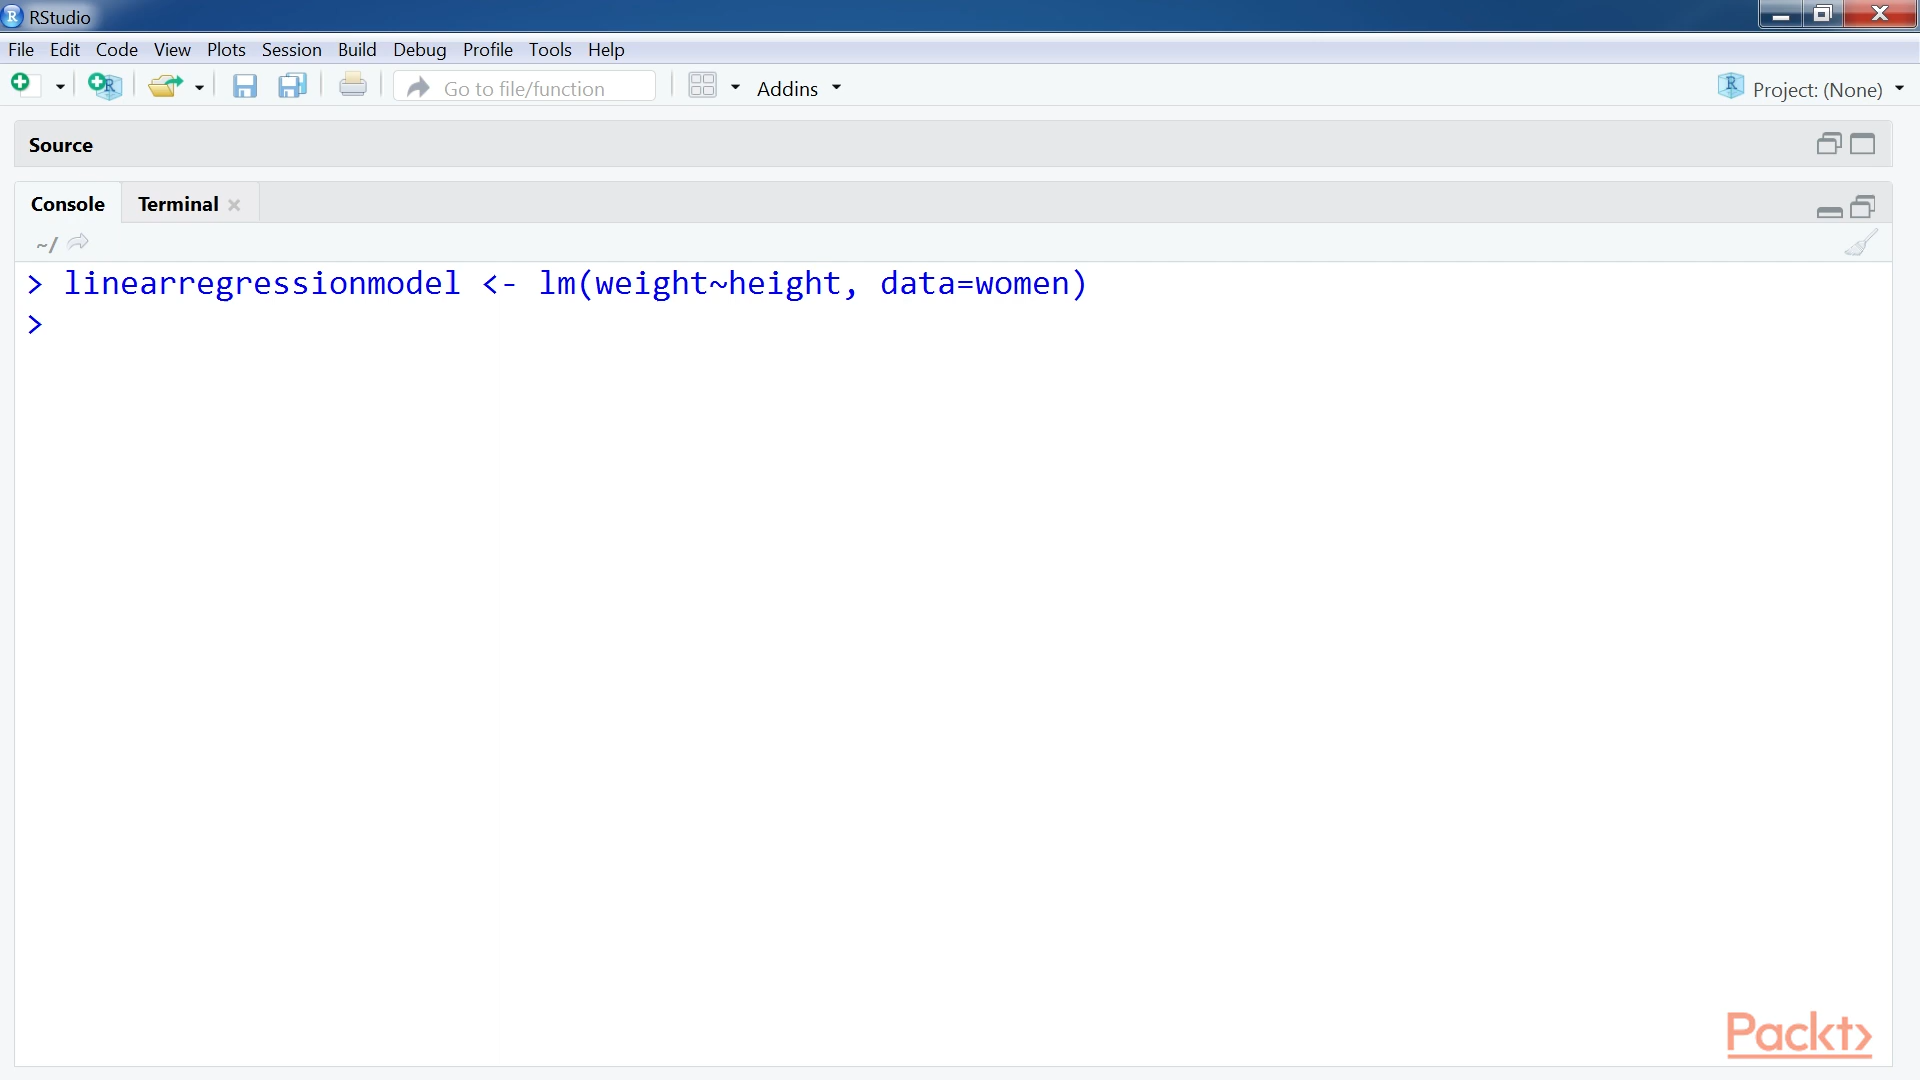 RStudio
File Edit Code View Plots Session Build Debug Profile Tools Help
Go to file/function Addins Project: (None)
Source
Console Terminal
~/
> linearregressionmodel <- lm(weight~height, data=women)
>
Packt>